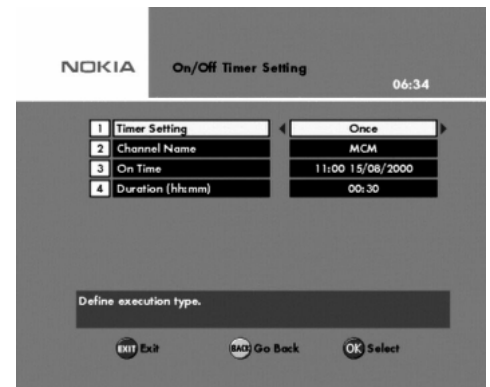 NOKIA
On/Off Timer Setting
06:34
1 Timer Setting Once
2 Channel Name MCM
3 On Time 11:00 15/08/2000
4 Duration (hh:mm) 00:30
Define execution type.
EXIT Exit BACK Go Back OK Select